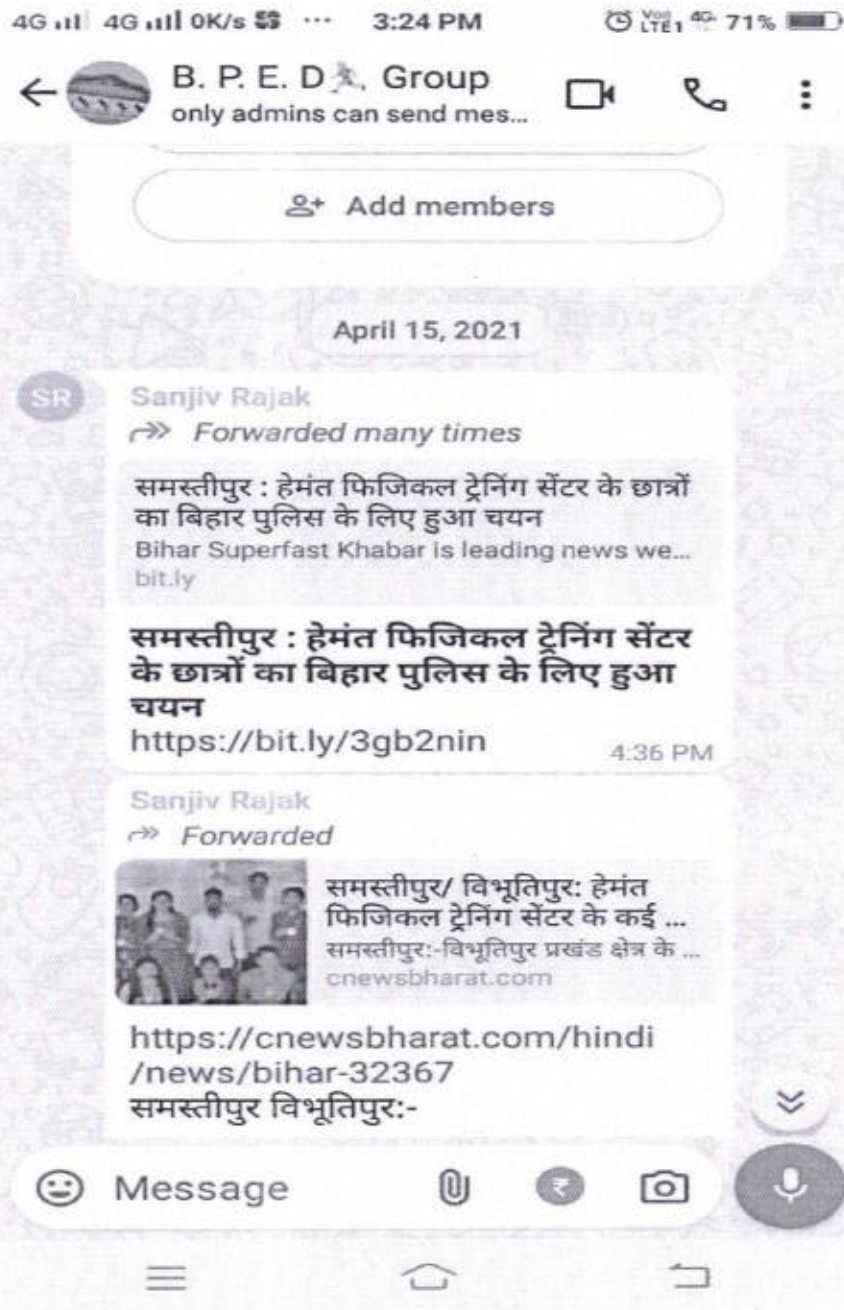 4G 4G 0K/s ... 3:24 PM VoD LTE1 4G 71%
B. P. E. D Group
only admins can send mes...
Add members
April 15, 2021
SR
Sanjiv Rajak
Forwarded many times
समस्तीपुर : हेमंत फिजिकल ट्रेनिंग सेंटर के छात्रों
का बिहार पुलिस के लिए हुआ चयन
Bihar Superfast Khabar is leading news we...
bit.ly
समस्तीपुर : हेमंत फिजिकल ट्रेनिंग सेंटर
के छात्रों का बिहार पुलिस के लिए हुआ
चयन
https://bit.ly/3gb2nin
4:36 PM
Sanjiv Rajak
Forwarded
समस्तीपुर/ विभूतिपुर: हेमंत
फिजिकल ट्रेनिंग सेंटर के कई ...
समस्तीपुर:-विभूतिपुर प्रखंड क्षेत्र के ...
cnewsbharat.com
https://cnewsbharat.com/hindi
/news/bihar-32367
समस्तीपुर विभूतिपुर:-
Message ₹